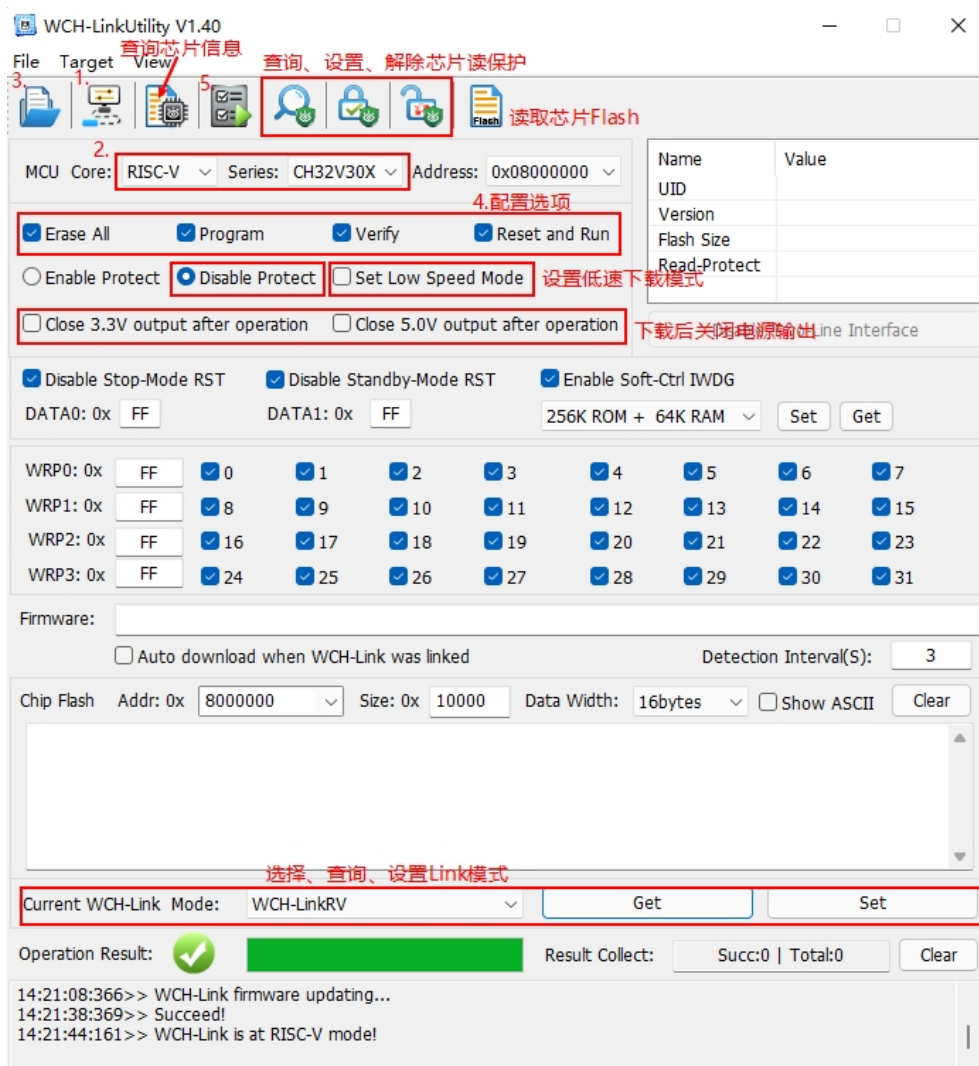 WCH-LinkUtility V1.40
查询芯片信息
File Target View
查询、设置、解除芯片读保护
3. 1. 5.
Flash 读取芯片Flash
2.
MCU Core: RISC-V Series: CH32V30X Address: 0x08000000
Name Value
UID
Version
Flash Size
Read-Protect
4.配置选项
Erase All Program Verify Reset and Run
Enable Protect Disable Protect Set Low Speed Mode 设置低速下载模式
Close 3.3V output after operation Close 5.0V output after operation 下载后关闭电源输出
Line Interface
Disable Stop-Mode RST Disable Standby-Mode RST Enable Soft-Ctrl IWDG
DATA0: 0x FF DATA1: 0x FF 256K ROM + 64K RAM Set Get
WRP0: 0x FF 0 1 2 3 4 5 6 7
WRP1: 0x FF 8 9 10 11 12 13 14 15
WRP2: 0x FF 16 17 18 19 20 21 22 23
WRP3: 0x FF 24 25 26 27 28 29 30 31
Firmware:
Auto download when WCH-Link was linked Detection Interval(S): 3
Chip Flash Addr: 0x 8000000 Size: 0x 10000 Data Width: 16bytes Show ASCII Clear
选择、查询、设置Link模式
Current WCH-Link Mode: WCH-LinkRV Get Set
Operation Result: Result Collect: Succ:0 | Total:0 Clear
14:21:08:366>> WCH-Link firmware updating...
14:21:38:369>> Succeed!
14:21:44:161>> WCH-Link is at RISC-V mode!